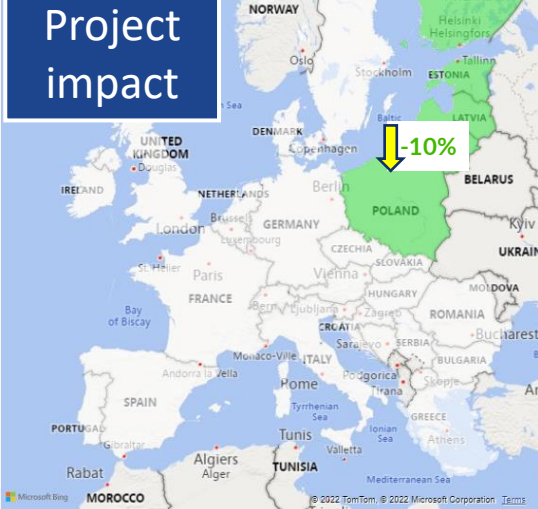 Project
impact
NORWAY
Helsinki
Helsingfors
Oslo
Tallinn
Stockholm
ESTONIA
Sea
Baltic
LATVIA
DENMARK
-10%
UNITED
KINGDOM
Copenhagen
Douglas
BELARUS
IRELAND
NETHERLANDS
Berlin
POLAND
London
Brussels
GERMANY
Kyiv
Luxembourg
CZECHIA
UKRAIN
SLOVAKIA
St. Helier
Paris
Vienna
MOLDOVA
HUNGARY
FRANCE
Bern
Ljubljana
Zagreb
ROMANIA
Bay
of Biscay
CROATIA
Sarajevo
SERBIA
Bucharest
Monaco-Ville
ITALY
BULGARIA
Andorra la Vella
Podgorica
Skopje
Rome
Tirana
SPAIN
Tyrrhenian
Sea
GREECE
PORTUGAL
Ionian
Sea
Athens
Gibraltar
Tunis
Valletta
Algiers
Alger
Rabat
TUNISIA
Mediterranean Sea
Microsoft Bing
MOROCCO
© 2022 TomTom, © 2022 Microsoft Corporation Terms